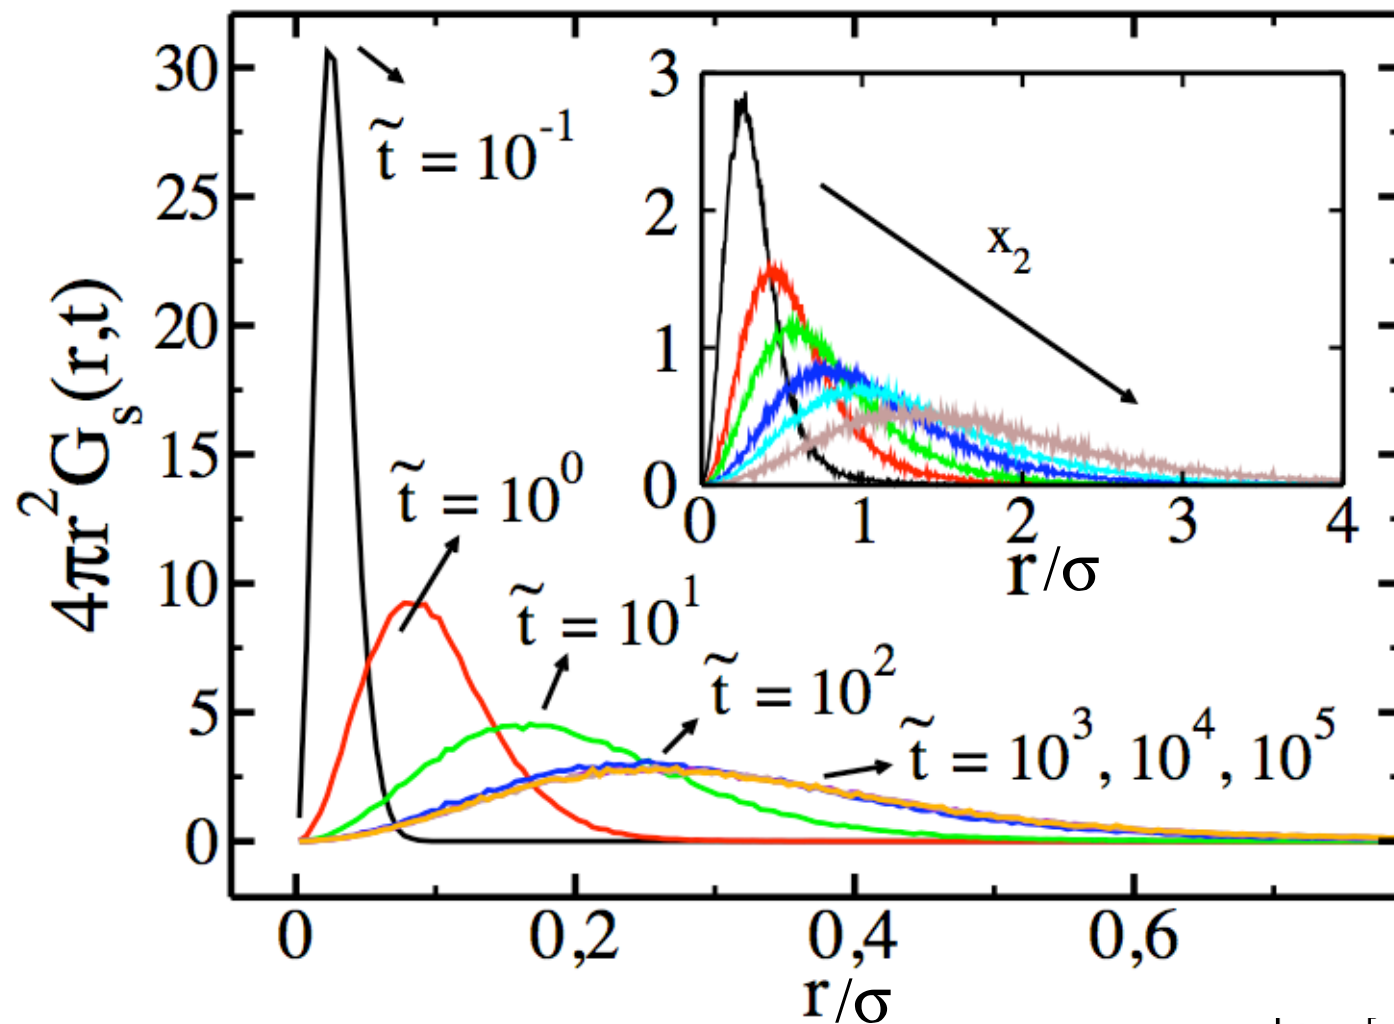 4πr²Gₛ(r,t)
30
25
20
15
10
5
0
t̃ = 10⁻¹
t̃ = 10⁰
t̃ = 10¹
t̃ = 10²
t̃ = 10³, 10⁴, 10⁵
0 0,2 0,4 0,6
r/σ
3
2
1
0
x₂
0 1 2 3 4
r/σ